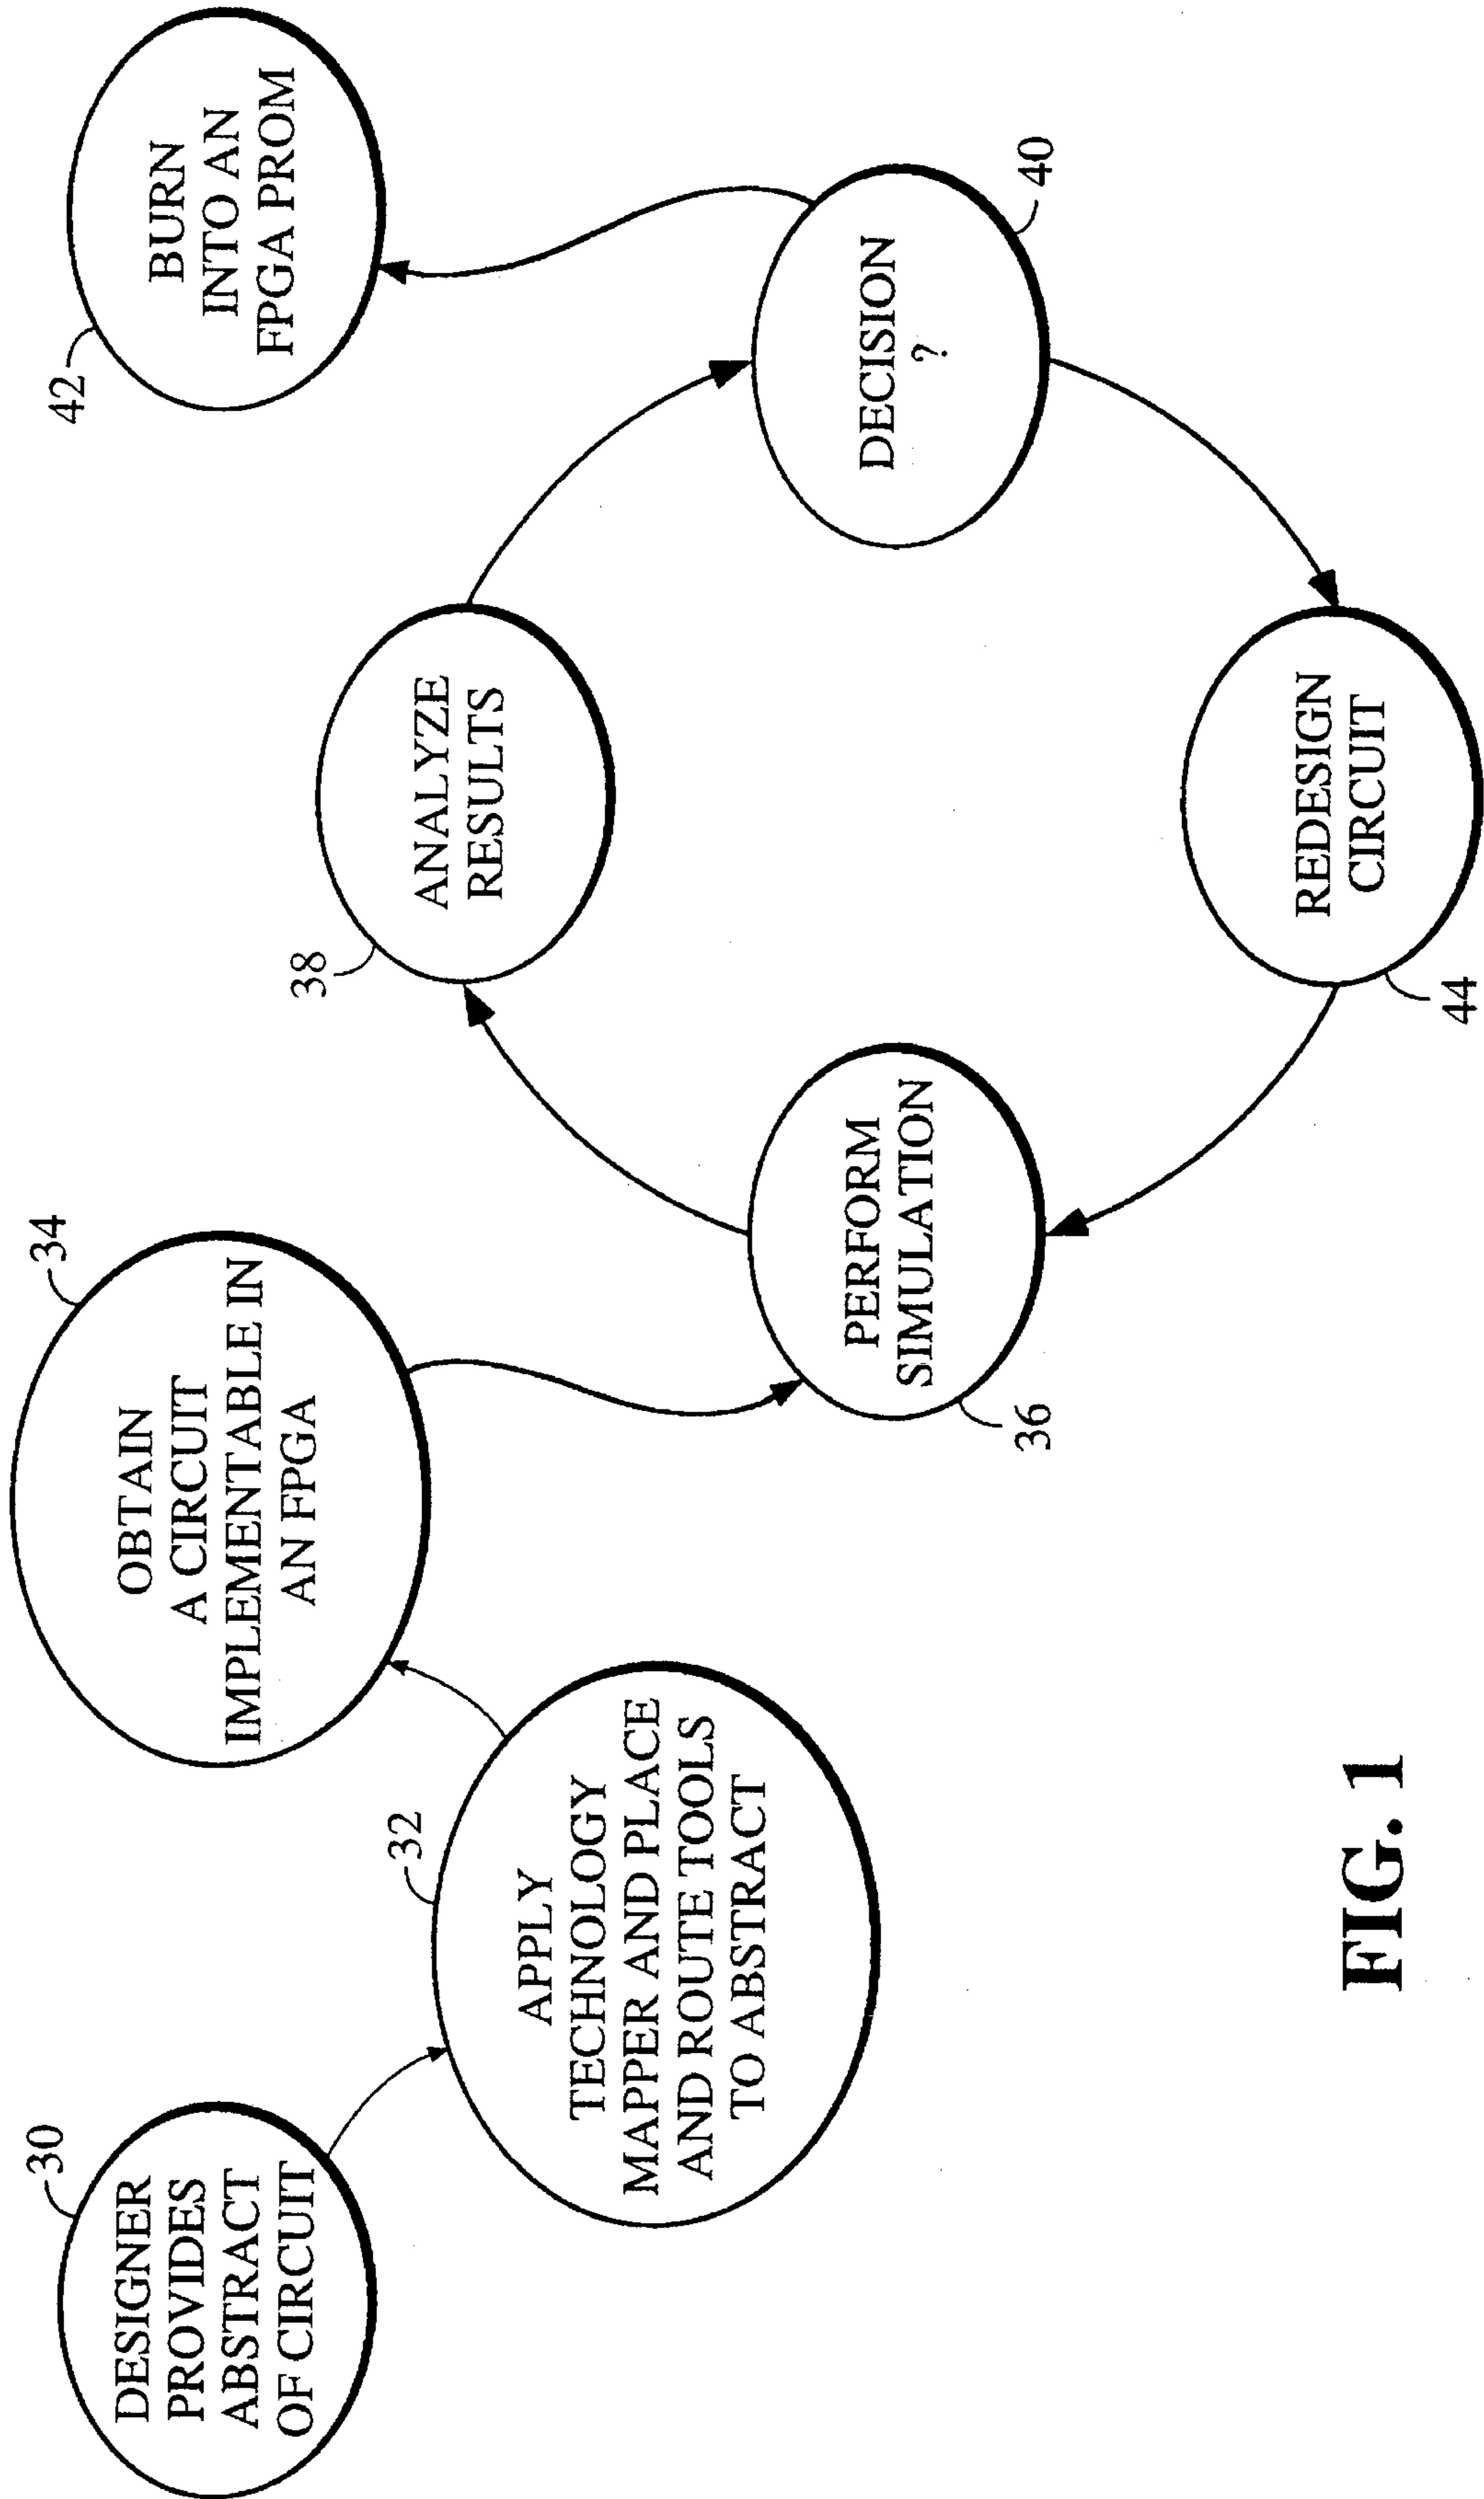 30
DESIGNER
PROVIDES
ABSTRACT
OF CIRCUIT
32
APPLY
TECHNOLOGY
MAPPER AND PLACE
AND ROUTE TOOLS
TO ABSTRACT
34
OBTAIN
A CIRCUIT
IMPLEMENTABLE IN
AN FPGA
36
PERFORM
SIMULATION
38
ANALYZE
RESULTS
40
DECISION
?
42
BURN
INTO AN
FPGA PROM
44
REDESIGN
CIRCUIT
FIG. 1